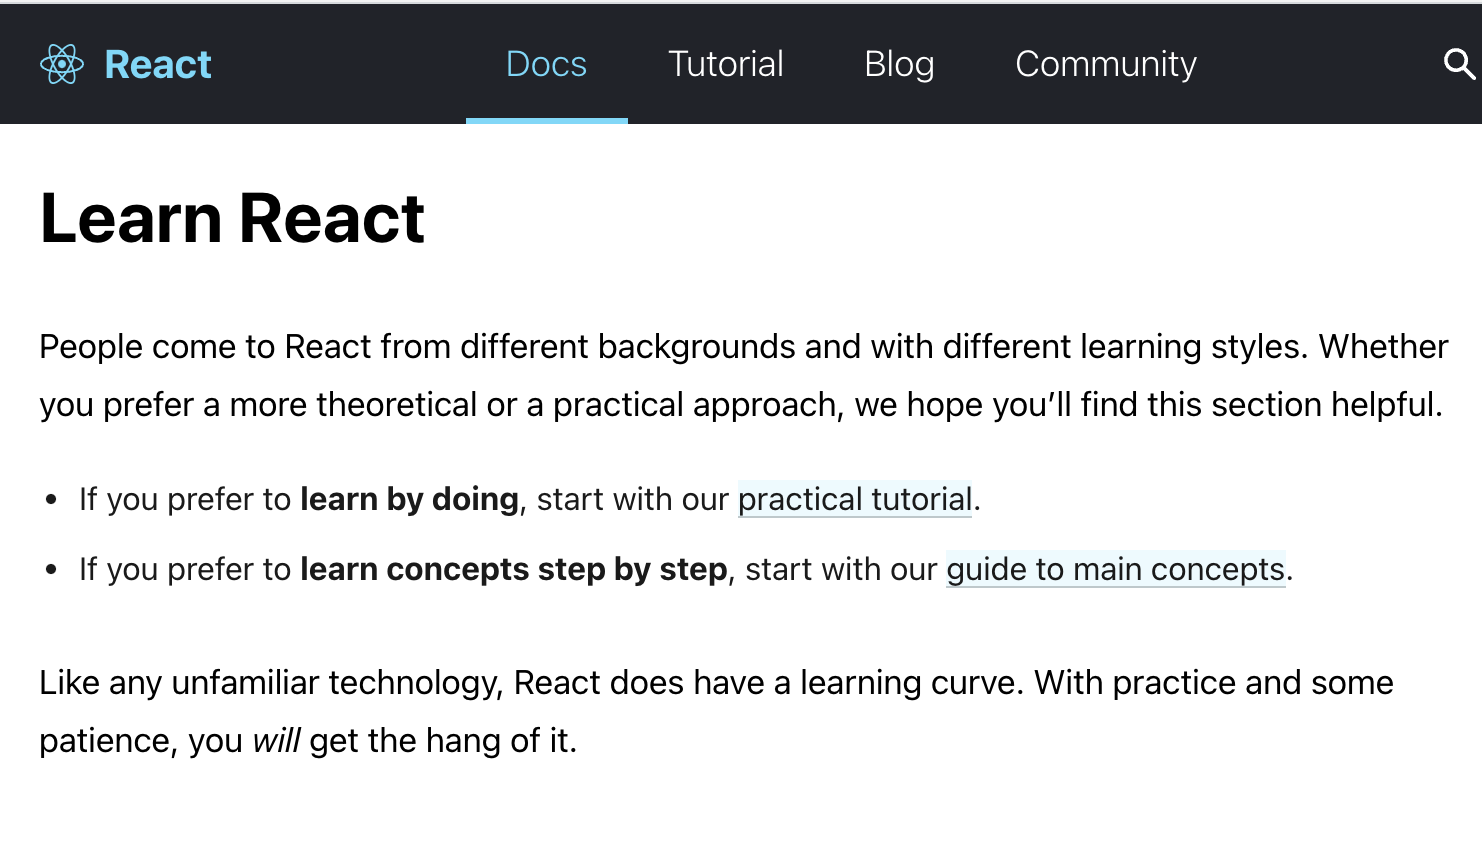 React Docs Tutorial Blog Community
Learn React
People come to React from different backgrounds and with different learning styles. Whether
you prefer a more theoretical or a practical approach, we hope you’ll find this section helpful.
• If you prefer to learn by doing, start with our practical tutorial.
• If you prefer to learn concepts step by step, start with our guide to main concepts.
Like any unfamiliar technology, React does have a learning curve. With practice and some
patience, you will get the hang of it.